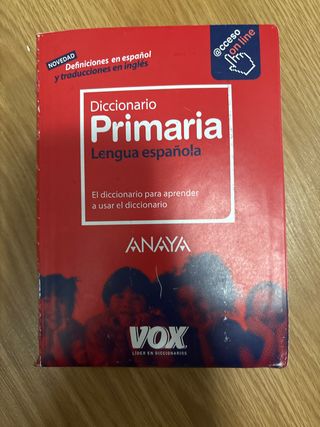 NOVEDAD
Definiciones en español
y traducciones en inglés
@cceso
on line
Diccionario
Primaria
Lengua española
El diccionario para aprender
a usar el diccionario
ANAYA
VOX
LÍDER EN DICCIONARIOS